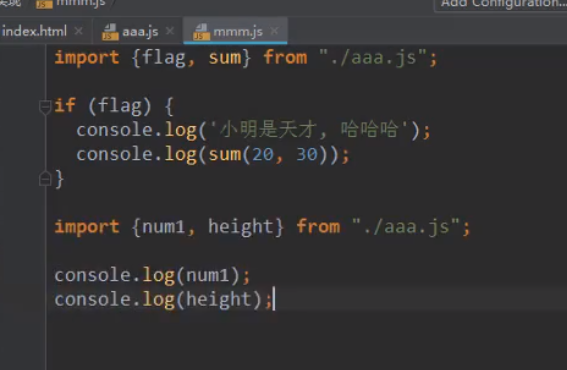 mmm.js
Add Configuration...
index.html
aaa.js
mmm.js
import {flag, sum} from "./aaa.js";
if (flag) {
console.log('小明是天才, 哈哈哈');
console.log(sum(20, 30));
}
import {num1, height} from "./aaa.js";
console.log(num1);
console.log(height);